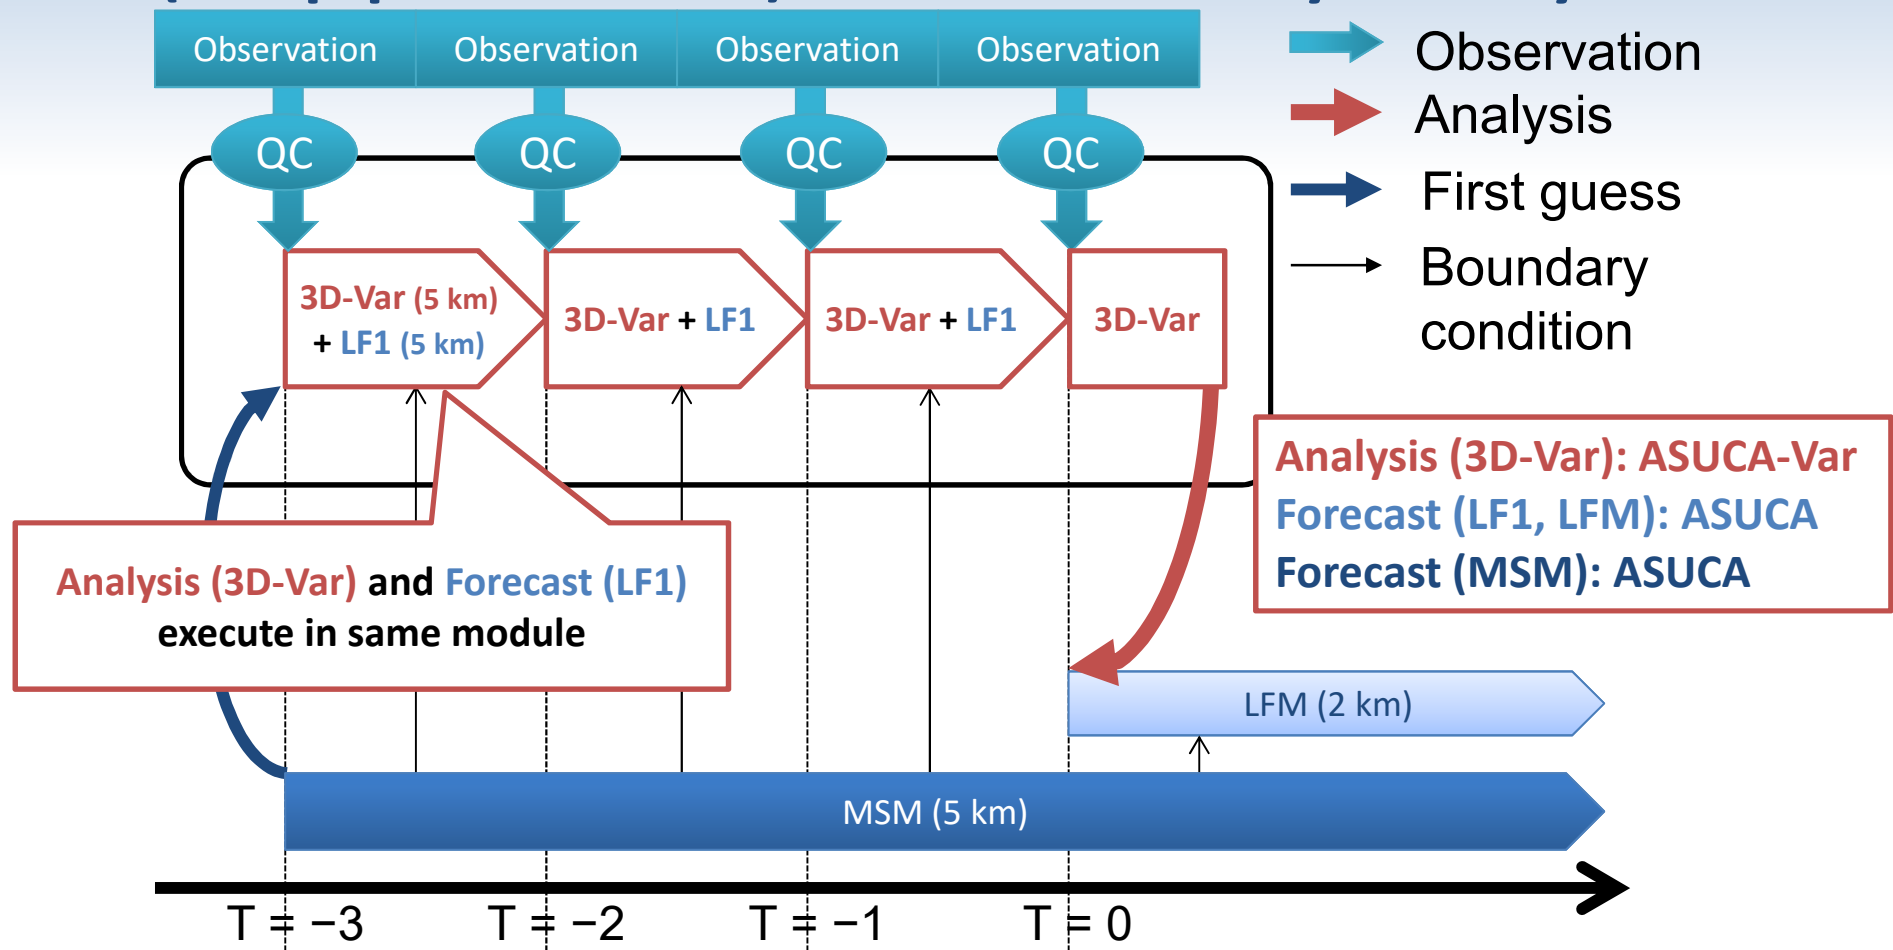 Observation
Observation
Observation
Observation
Observation
Analysis
First guess
Boundary
condition
QC
QC
QC
QC
3D-Var (5 km)
+ LF1 (5 km)
3D-Var + LF1
3D-Var + LF1
3D-Var
Analysis (3D-Var): ASUCA-Var
Forecast (LF1, LFM): ASUCA
Forecast (MSM): ASUCA
Analysis (3D-Var) and Forecast (LF1)
execute in same module
LFM (2 km)
MSM (5 km)
T = −3
T = −2
T = −1
T = 0